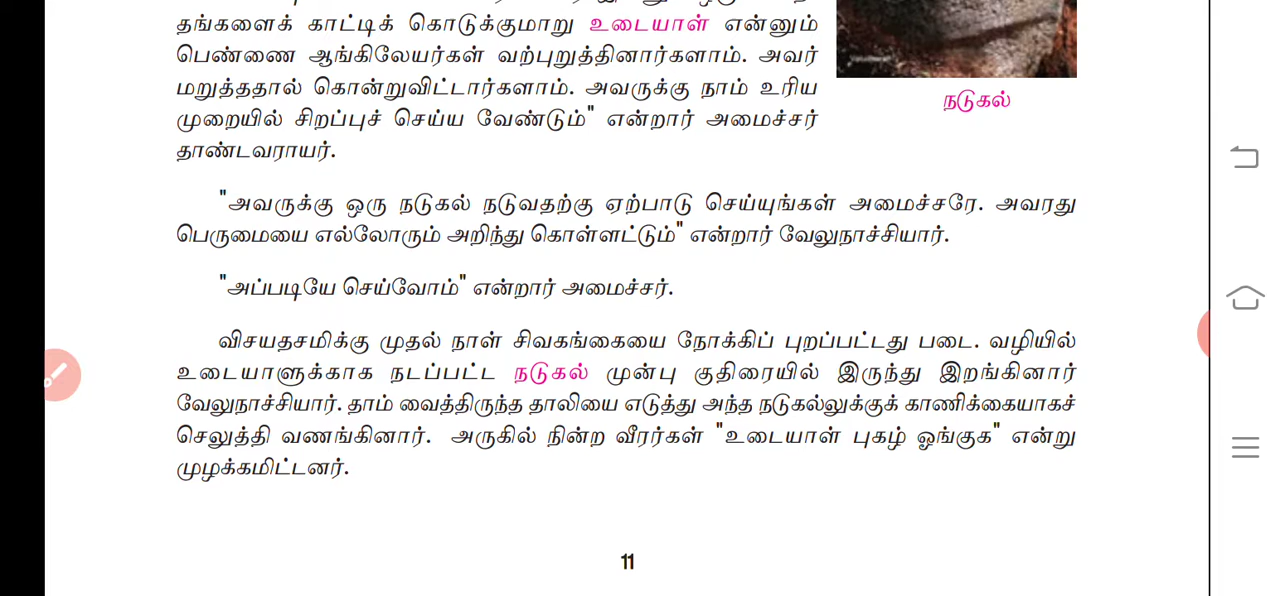 தங்களைக் காட்டிக் கொடுக்குமாறு உடையாள் என்னும்
பெண்ணை ஆங்கிலேயர்கள் வற்புறுத்தினார்களாம். அவர்
மறுத்ததால் கொன்றுவிட்டார்களாம். அவருக்கு நாம் உரிய
முறையில் சிறப்புச் செய்ய வேண்டும்" என்றார் அமைச்சர்
தாண்டவராயர்.
நடுகல்
"அவருக்கு ஒரு நடுகல் நடுவதற்கு ஏற்பாடு செய்யுங்கள் அமைச்சரே. அவரது
பெருமையை எல்லோரும் அறிந்து கொள்ளட்டும்" என்றார் வேலுநாச்சியார்.
"அப்படியே செய்வோம்" என்றார் அமைச்சர்.
விசயதசமிக்கு முதல் நாள் சிவகங்கையை நோக்கிப் புறப்பட்டது படை. வழியில்
உடையாளுக்காக நடப்பட்ட நடுகல் முன்பு குதிரையில் இருந்து இறங்கினார்
வேலுநாச்சியார். தாம் வைத்திருந்த தாலியை எடுத்து அந்த நடுகல்லுக்குக் காணிக்கையாகச்
செலுத்தி வணங்கினார். அருகில் நின்ற வீரர்கள் "உடையாள் புகழ் ஓங்குக" என்று
முழக்கமிட்டனர்.
11